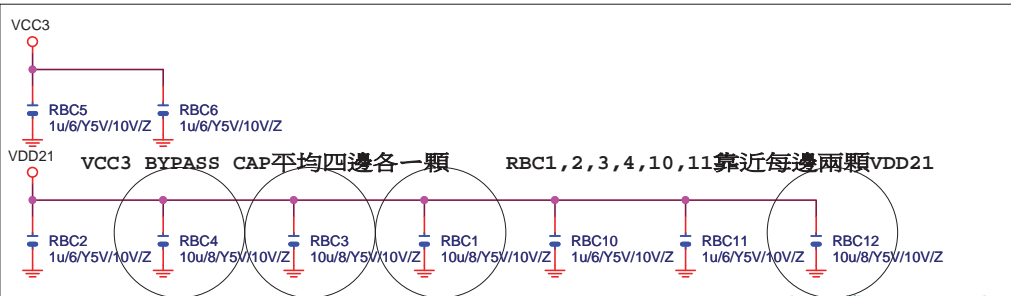 VCC3
RBC5
1u/6/Y5V/10V/Z
RBC6
1u/6/Y5V/10V/Z
VDD21
VCC3 BYPASS CAP平均四邊各一顆
RBC1,2,3,4,10,11靠近每邊兩顆VDD21
RBC2
1u/6/Y5V/10V/Z
RBC4
10u/8/Y5V/10V/Z
RBC3
10u/8/Y5V/10V/Z
RBC1
10u/8/Y5V/10V/Z
RBC10
1u/6/Y5V/10V/Z
RBC11
1u/6/Y5V/10V/Z
RBC12
10u/8/Y5V/10V/Z